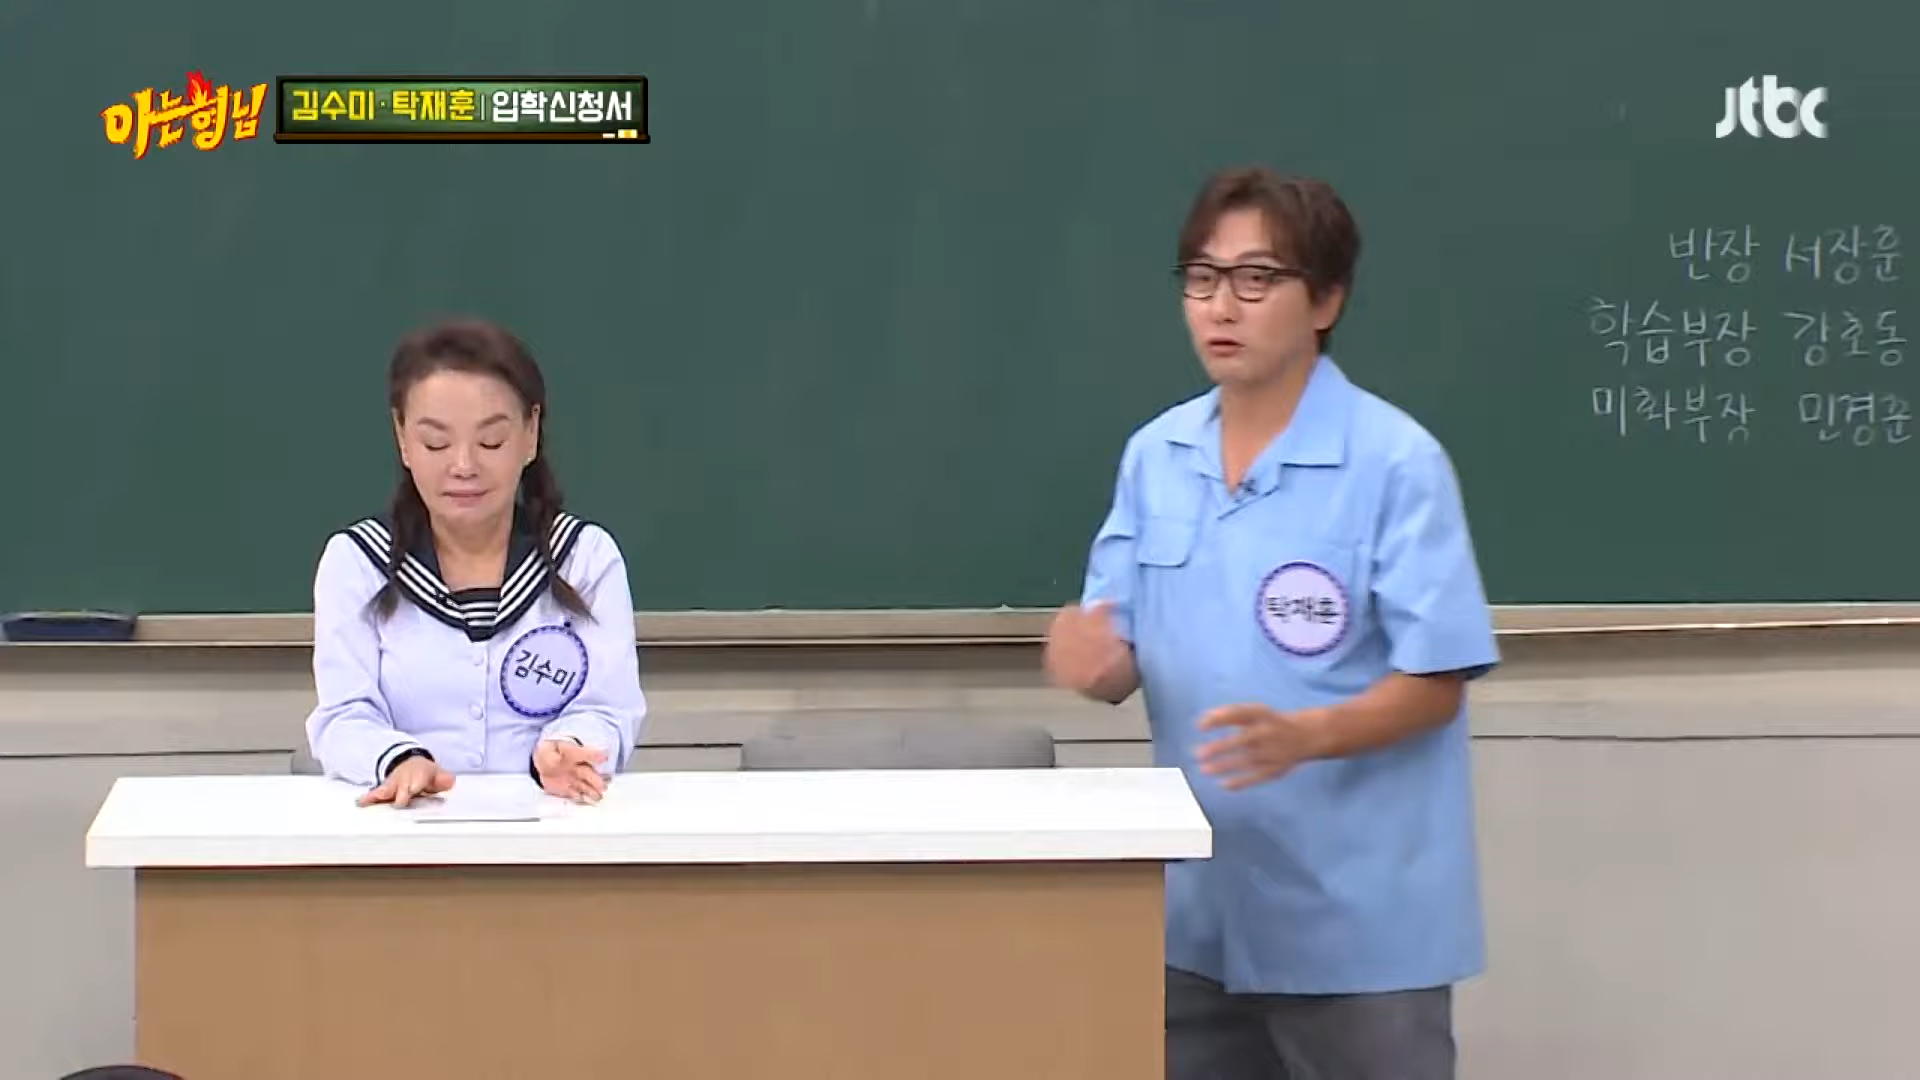 아는형님
김수미·탁재훈 | 입학신청서
jtbc
반장 서장훈
학습부장 강호동
미화부장 민경훈
탁재훈
김수미